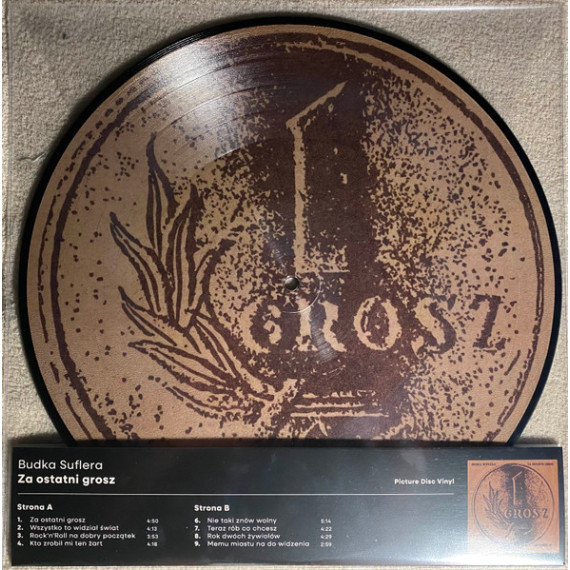 1
GROSZ
Budka Suflera
Za ostatni grosz
Picture Disc Vinyl
Strona A
1. Za ostatni grosz 4:50
2. Wszystko to widział świat 4:13
3. Rock'n'Roll na dobry początek 3:53
4. Kto zrobił mi ten żart 4:18
Strona B
6. Nie taki znów wolny 5:14
7. Teraz rób co chcesz 4:22
8. Rok dwóch żywiołów 4:29
9. Memu miastu na do widzenia 2:59
1
GROSZ